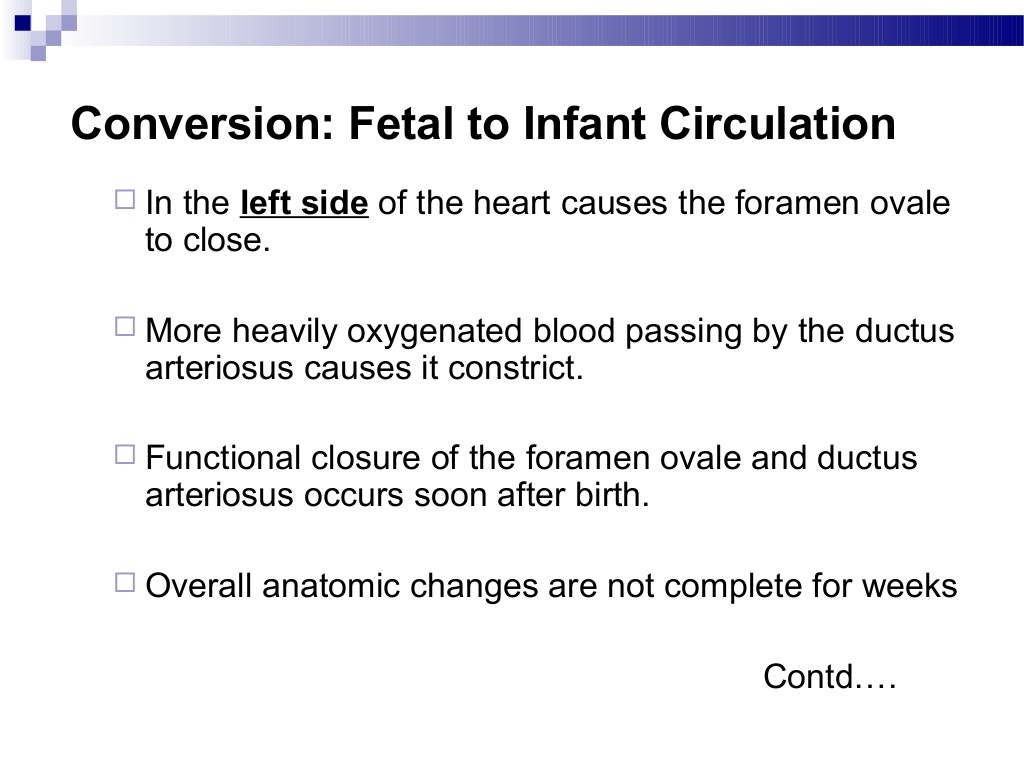 Conversion: Fetal to Infant Circulation
In the left side of the heart causes the foramen ovale
to close.
More heavily oxygenated blood passing by the ductus
arteriosus causes it constrict.
Functional closure of the foramen ovale and ductus
arteriosus occurs soon after birth.
Overall anatomic changes are not complete for weeks
Contd….